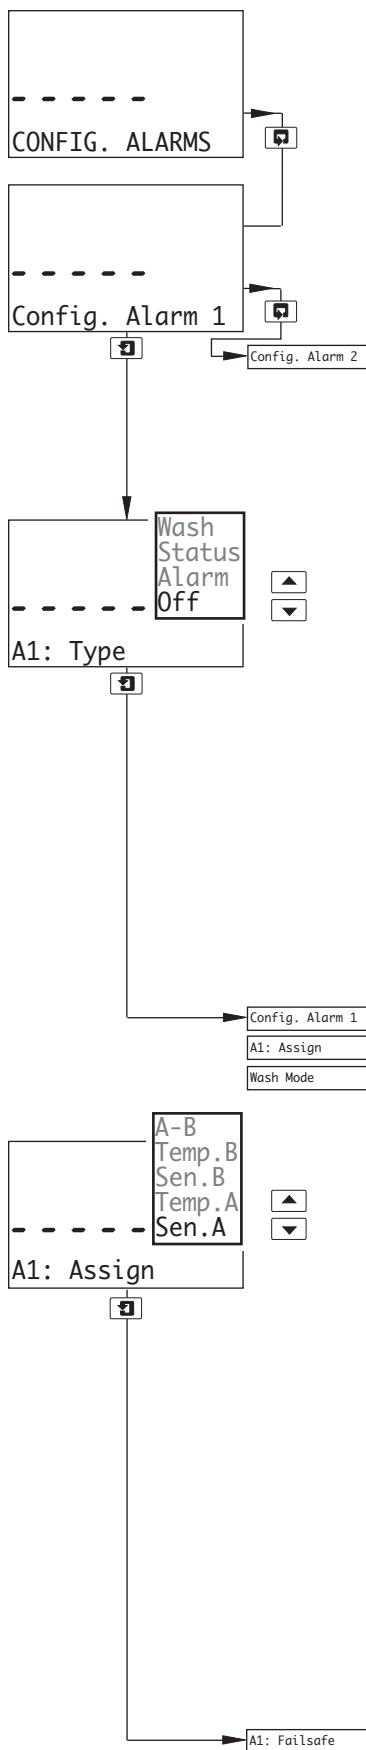 - - - - -
CONFIG. ALARMS
- - - - -
Config. Alarm 1
Config. Alarm 2
Wash
Status
Alarm
- - - - - Off
A1: Type
Config. Alarm 1
A1: Assign
Wash Mode
A-B
Temp.B
Sen.B
Temp.A
- - - - - Sen.A
A1: Assign
A1: Failsafe